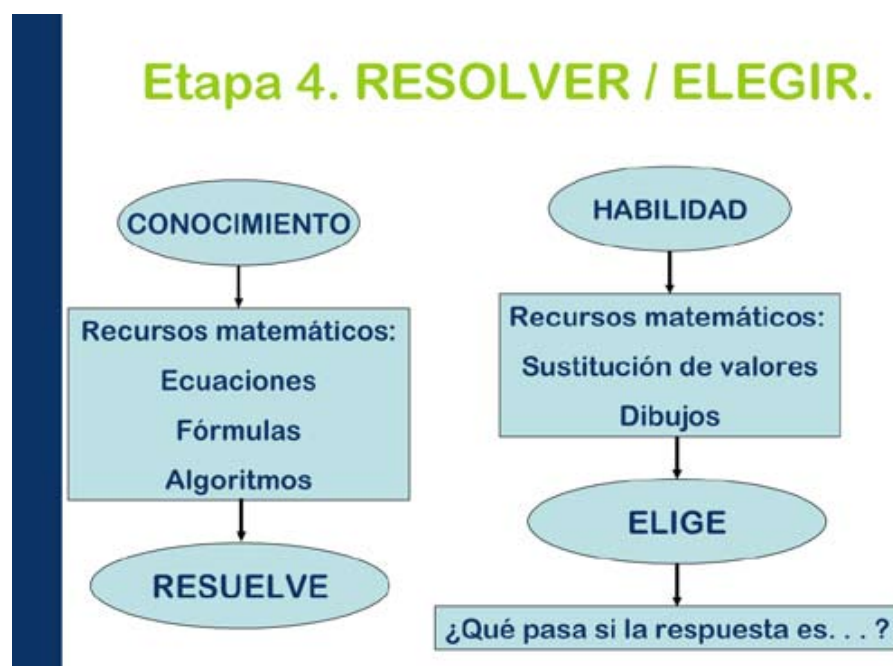 Etapa 4. RESOLVER / ELEGIR.
CONOCIMIENTO
Recursos matemáticos:
Ecuaciones
Fórmulas
Algoritmos
RESUELVE
HABILIDAD
Recursos matemáticos:
Sustitución de valores
Dibujos
ELIGE
¿Qué pasa si la respuesta es. . . ?